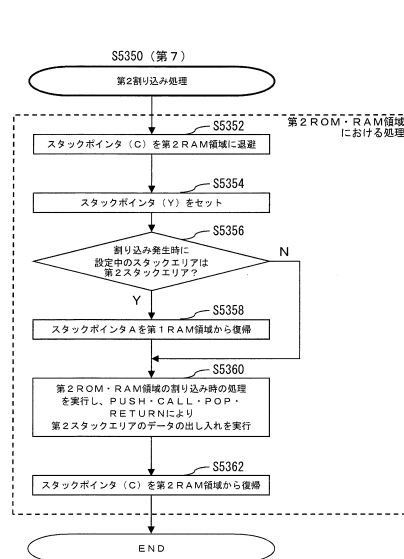 S5350（第７）
第2割り込み処理
第２ＲＯＭ・ＲＡＭ領域
における処理
S5352
スタックポインタ（C）を第2RAM領域に退避
S5354
スタックポインタ（Y）をセット
S5356
割り込み発生時に
設定中のスタックエリアは
第2スタックエリア？
N
Y
S5358
スタックポインタAを第1RAM領域から復帰
S5360
第２ROM・RAM領域の割り込み時の処理
を実行し、ＰＵＳＨ・ＣＡＬＬ・ＰＯＰ・
ＲＥＴＵＲＮにより
第２スタックエリアのデータの出し入れを実行
S5362
スタックポインタ（C）を第2RAM領域から復帰
ＥＮＤ